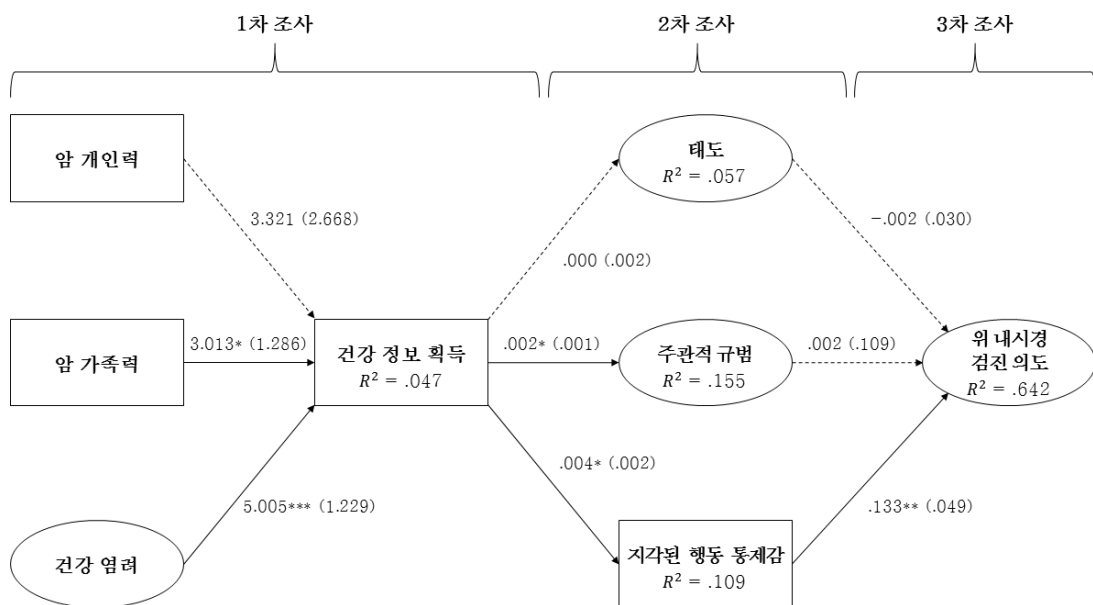 1차 조사
2차 조사
3차 조사
암 개인력
태도
R² = .057
3.321 (2.668)
-.002 (.030)
.000 (.002)
암 가족력
3.013* (1.286)
건강 정보 획득
R² = .047
.002* (.001)
주관적 규범
R² = .155
.002 (.109)
위 내시경
검진 의도
R² = .642
.004* (.002)
5.005*** (1.229)
.133** (.049)
건강 염려
지각된 행동 통제감
R² = .109